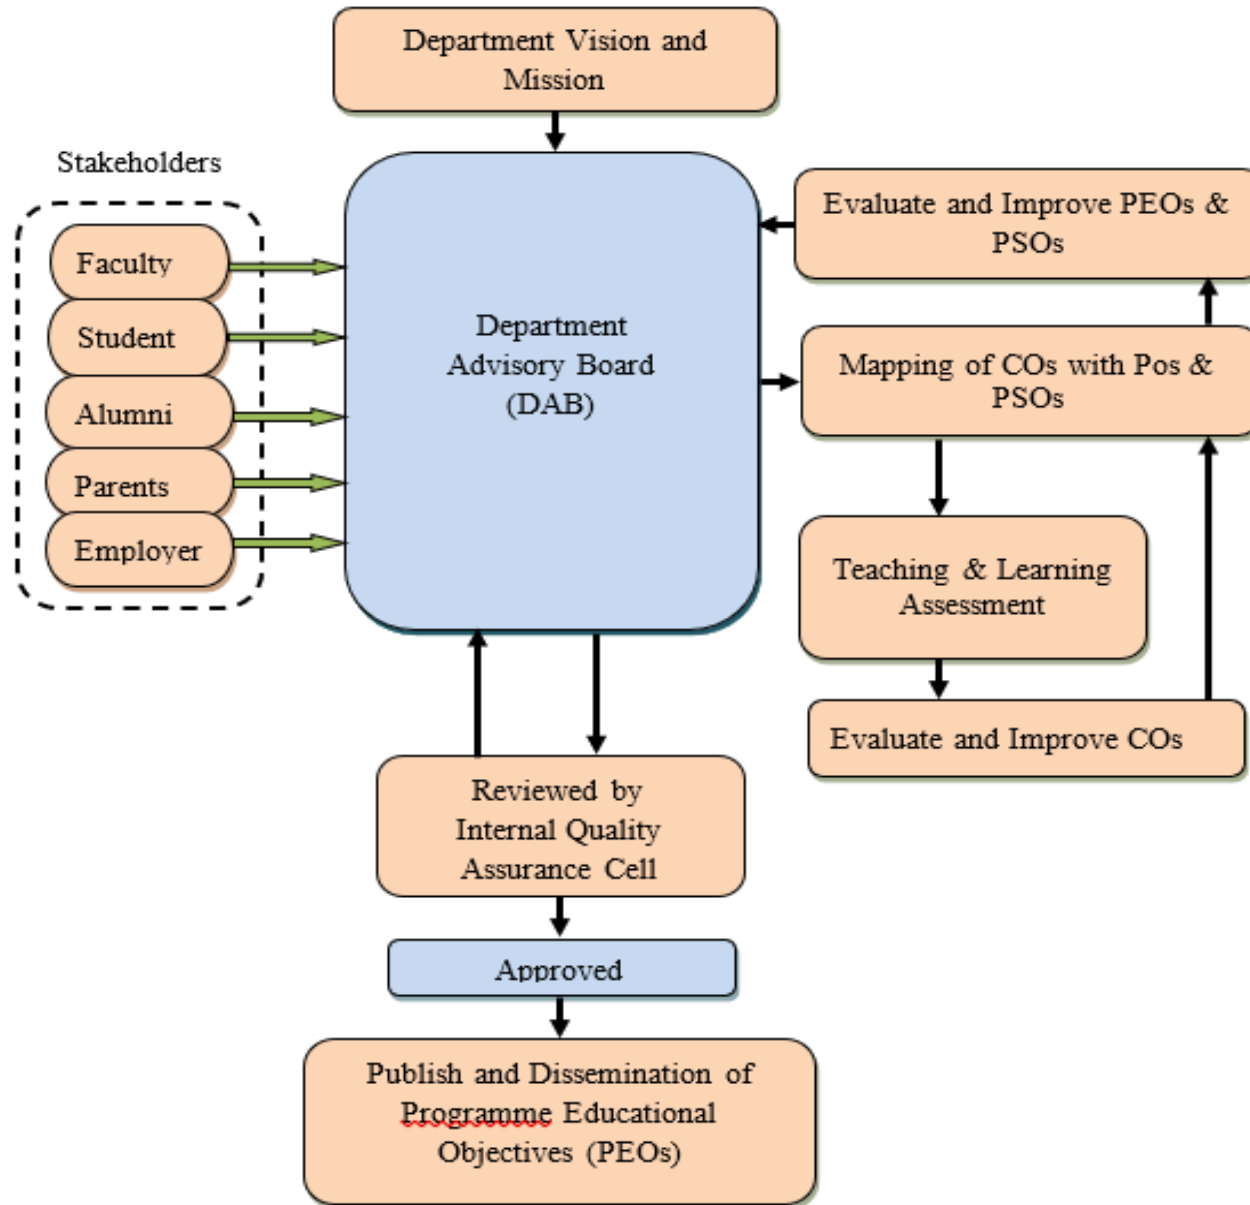 Department Vision and
Mission
Stakeholders
Faculty
Student
Alumni
Parents
Employer
Department
Advisory Board
(DAB)
Evaluate and Improve PEOs &
PSOs
Mapping of COs with Pos &
PSOs
Teaching & Learning
Assessment
Evaluate and Improve COs
Reviewed by
Internal Quality
Assurance Cell
Approved
Publish and Dissemination of
Programme Educational
Objectives (PEOs)